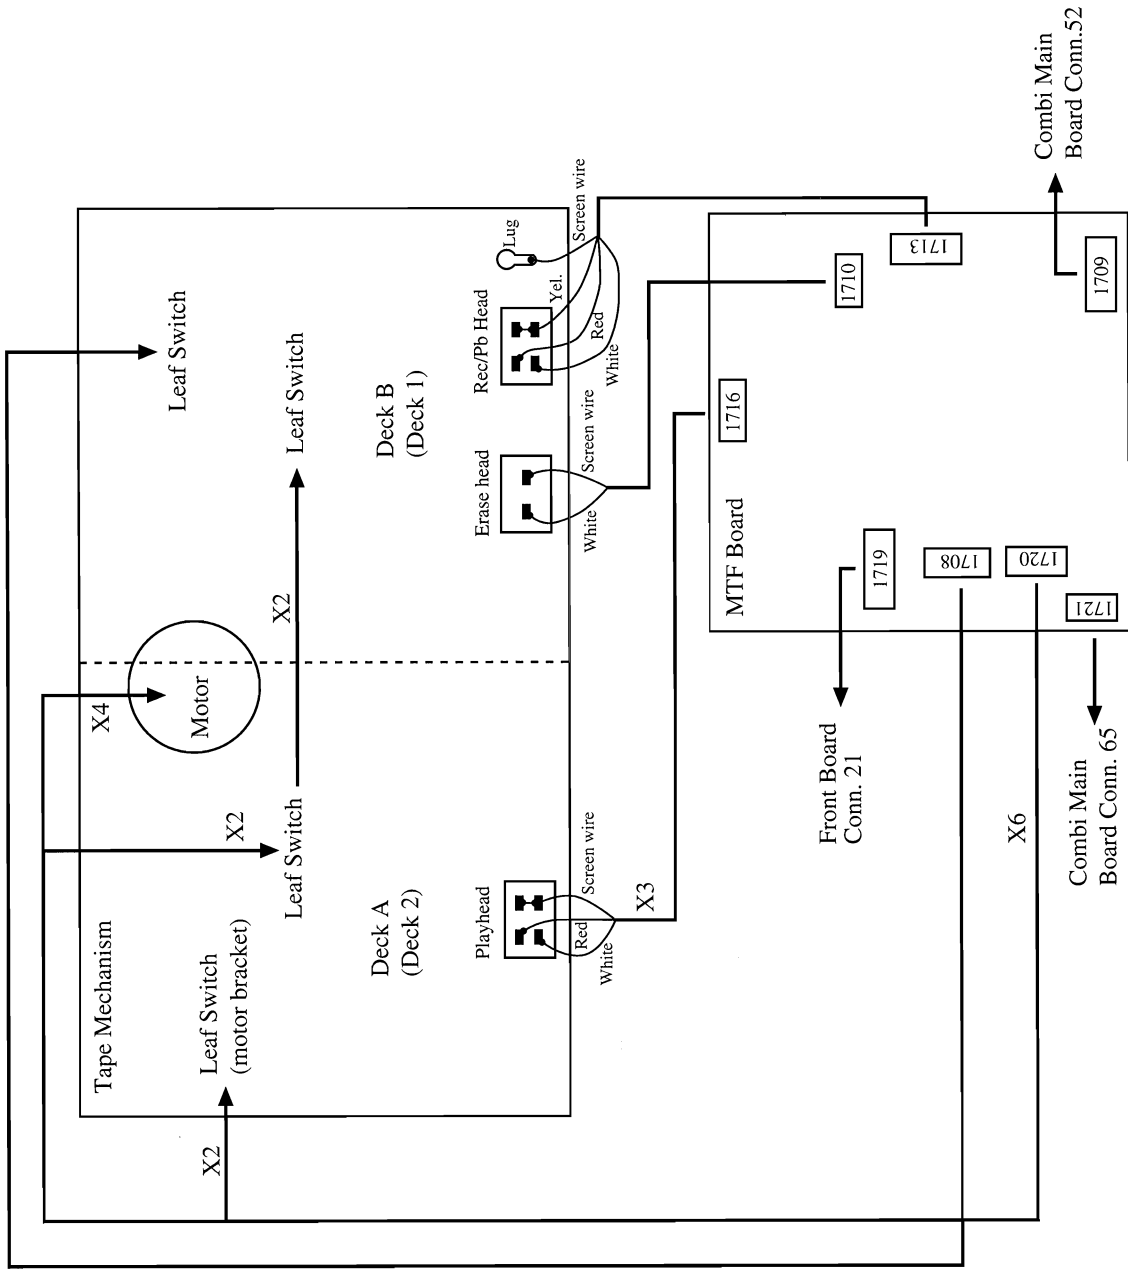 Tape Mechanism
X2
Leaf Switch
(motor bracket)
X4
Motor
X2
Leaf Switch
X2
Leaf Switch
Leaf Switch
Deck A
(Deck 2)
Deck B
(Deck 1)
Playhead
Screen wire
Red
White
X3
Erase head
Screen wire
White
Rec/Pb Head
Lug
Yel.
Screen wire
Red
White
MTF Board
1716
1710
1713
1709
1719
1708
1720
1721
Combi Main
Board Conn.52
Front Board
Conn. 21
X6
Combi Main
Board Conn. 65